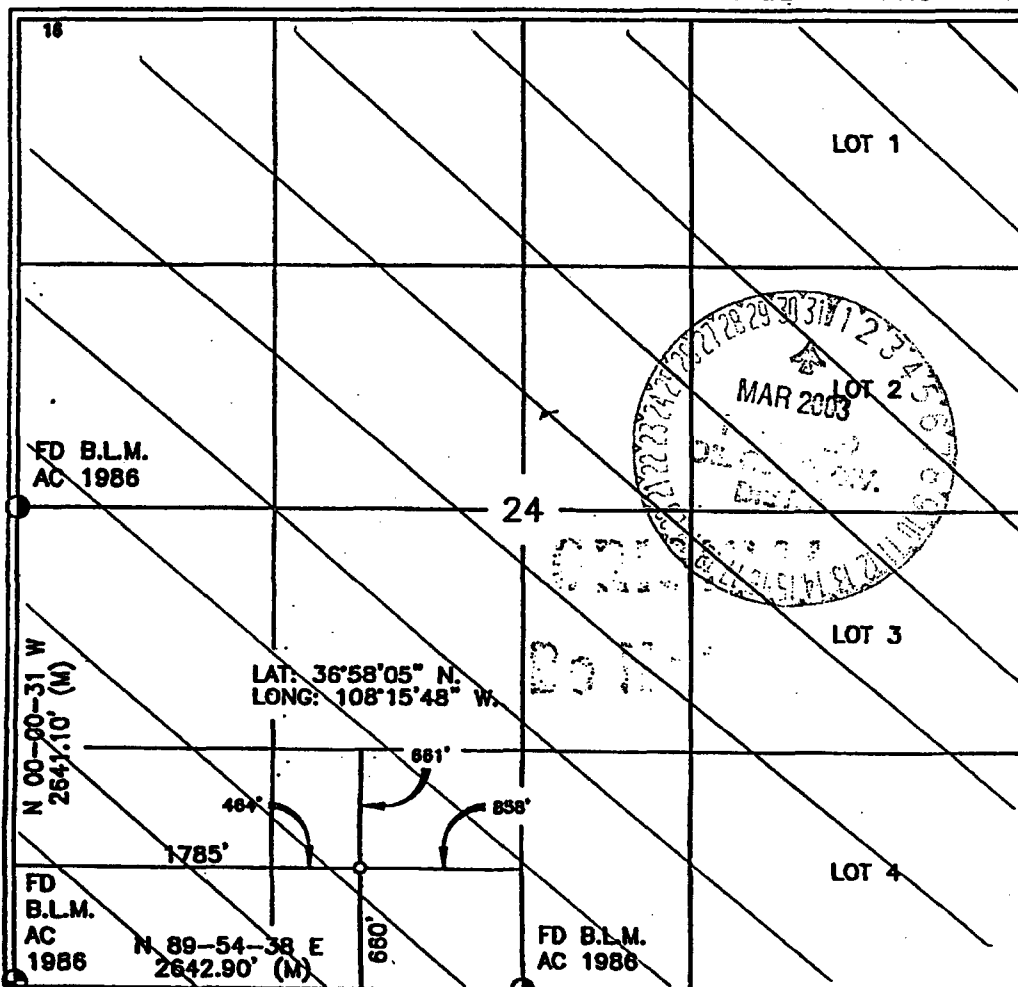 16
LOT 1
MAR 2003
LOT 2
FD B.L.M.
AC 1986
24
LOT 3
N 00-00-31 W
2641.10' (M)
LAT: 36°58'05" N.
LONG: 108°15'48" W.
661'
464'
858'
1785'
LOT 4
FD
B.L.M.
AC
1986
N 89-54-38 E
2642.90' (M)
660'
FD B.L.M.
AC 1986